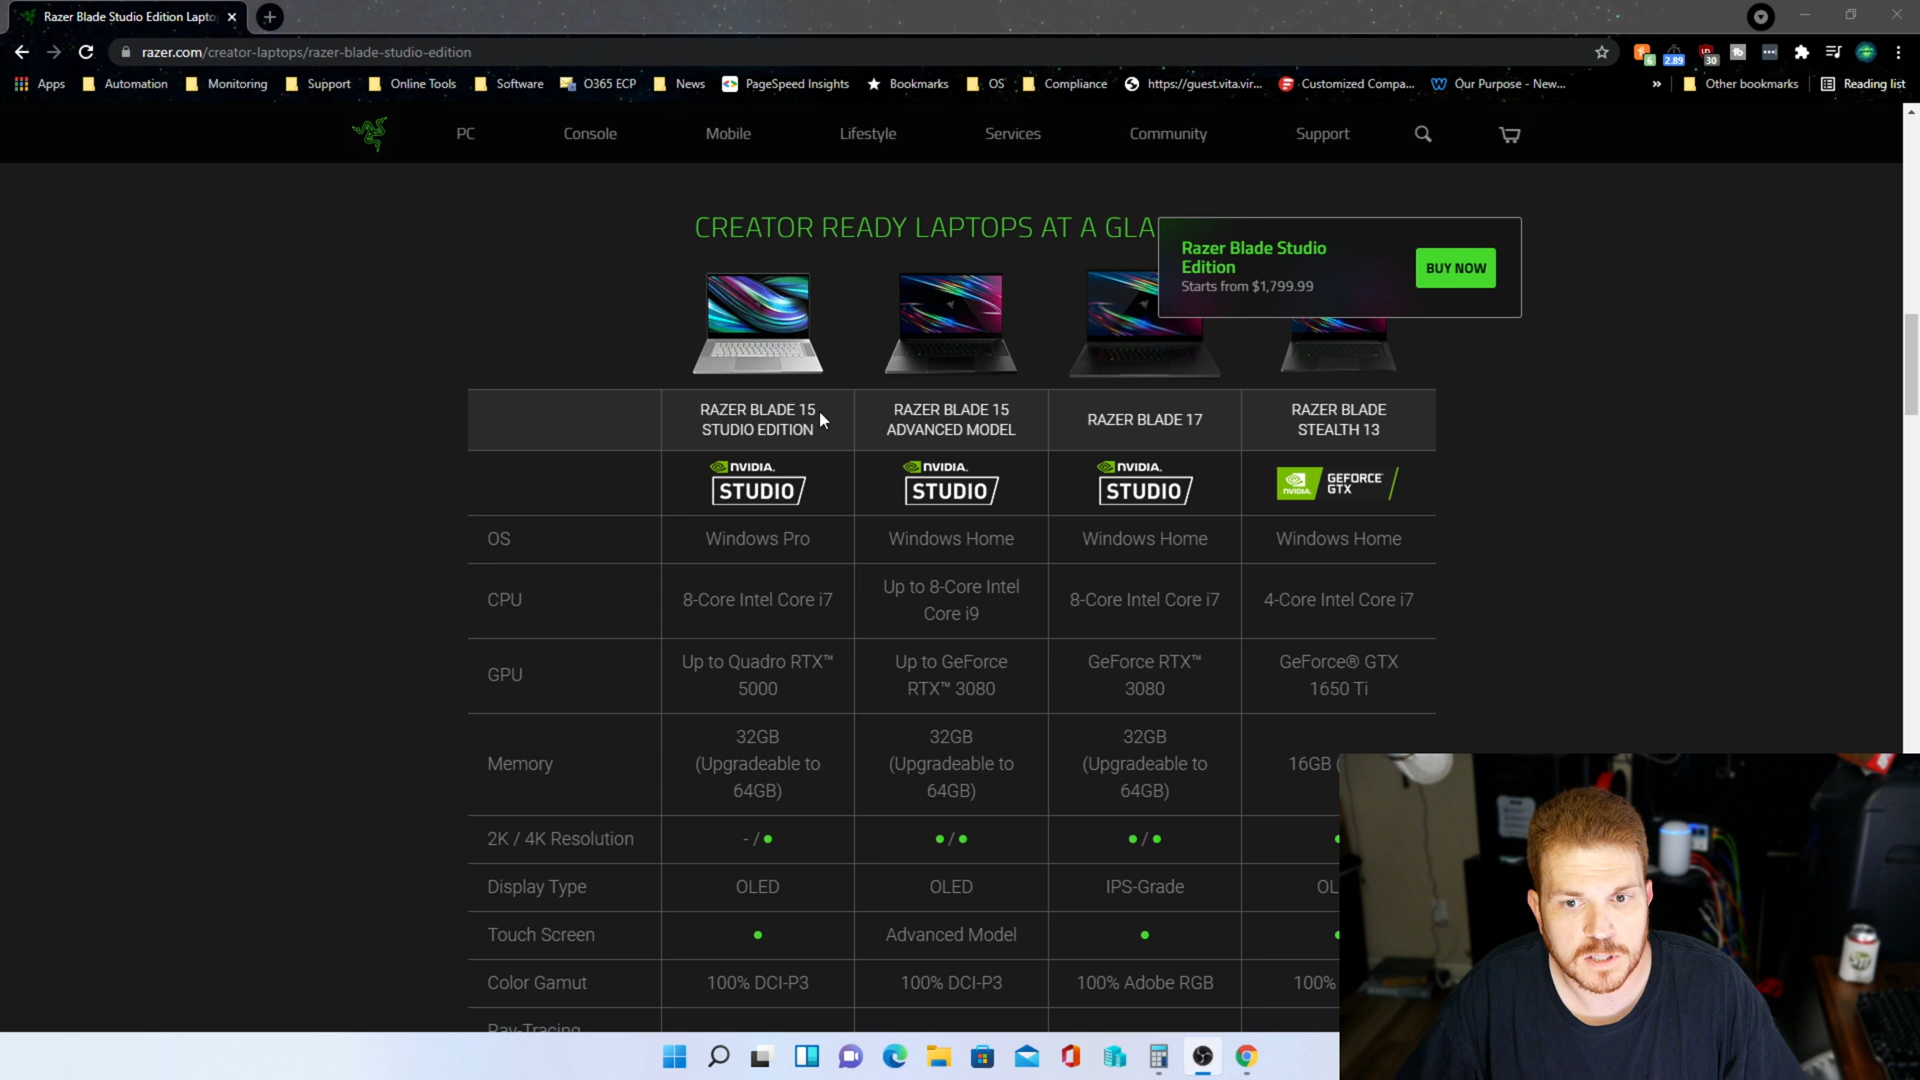 Razer Blade Studio Edition Lapto
razer.com/creator-laptops/razer-blade-studio-edition
6 2.89 30
Apps Automation Monitoring Support Online Tools Software O365 ECP News PageSpeed Insights Bookmarks OS Compliance https://guest.vita.vir... Customized Compa... Our Purpose - New... » Other bookmarks Reading list
PC Console Mobile Lifestyle Services Community Support
CREATOR READY LAPTOPS AT A GLA
Razer Blade Studio
Edition
Starts from $1,799.99
BUY NOW
RAZER BLADE 15
STUDIO EDITION
RAZER BLADE 15
ADVANCED MODEL
RAZER BLADE 17
RAZER BLADE
STEALTH 13
NVIDIA.
STUDIO
NVIDIA.
STUDIO
NVIDIA.
STUDIO
NVIDIA.
GEFORCE
GTX
OS Windows Pro Windows Home Windows Home Windows Home
CPU
8-Core Intel Core i7
Up to 8-Core Intel
Core i9
8-Core Intel Core i7
4-Core Intel Core i7
GPU
Up to Quadro RTX™
5000
Up to GeForce
RTX™ 3080
GeForce RTX™
3080
GeForce® GTX
1650 Ti
Memory
32GB
(Upgradeable to
64GB)
32GB
(Upgradeable to
64GB)
32GB
(Upgradeable to
64GB)
16GB (
2K / 4K Resolution - / ● ● / ● ● / ●
Display Type OLED OLED IPS-Grade OL
Touch Screen ● Advanced Model ●
Color Gamut 100% DCI-P3 100% DCI-P3 100% Adobe RGB 100%
Ray-Tracing